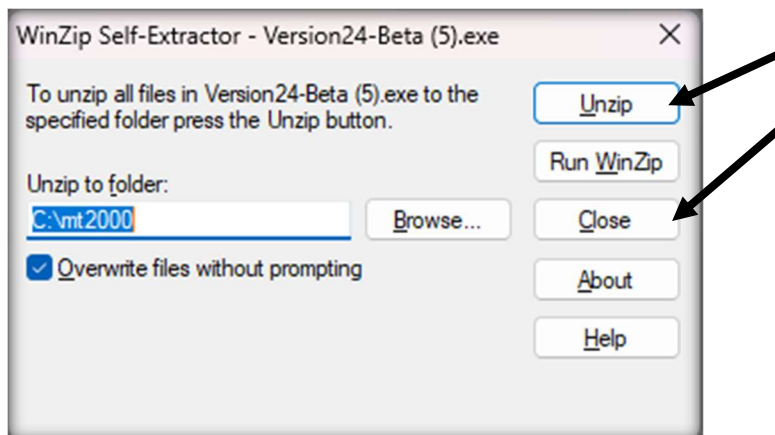 WinZip Self-Extractor - Version24-Beta (5).exe
To unzip all files in Version24-Beta (5).exe to the
specified folder press the Unzip button.
Unzip to folder:
C:\mt2000
Browse...
Overwrite files without prompting
Unzip
Run WinZip
Close
About
Help